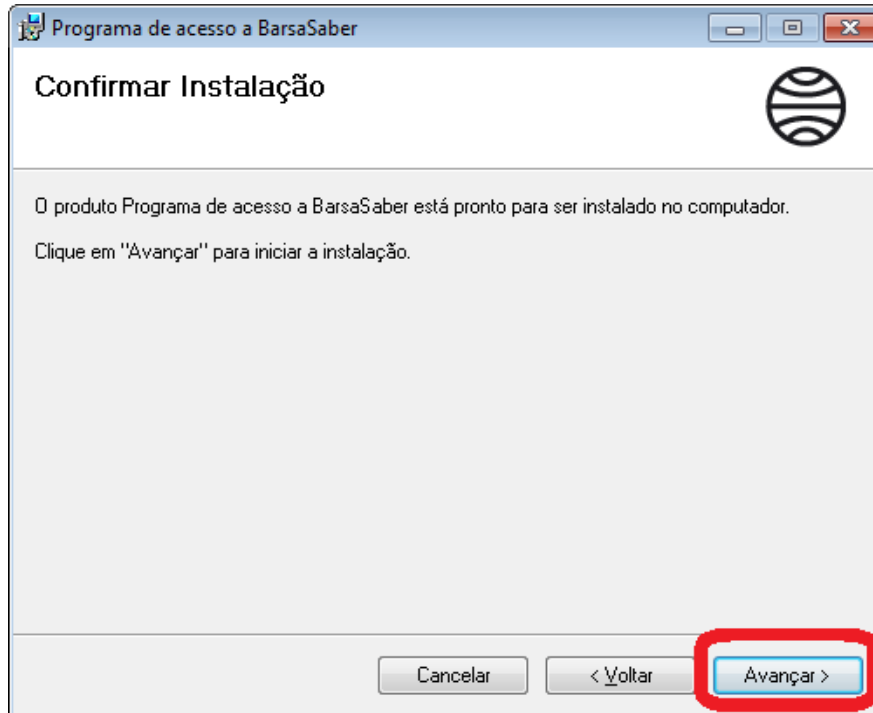 Programa de acesso a BarsaSaber
Confirmar Instalação
O produto Programa de acesso a BarsaSaber está pronto para ser instalado no computador.
Clique em "Avançar" para iniciar a instalação.
Cancelar
< Voltar
Avançar >